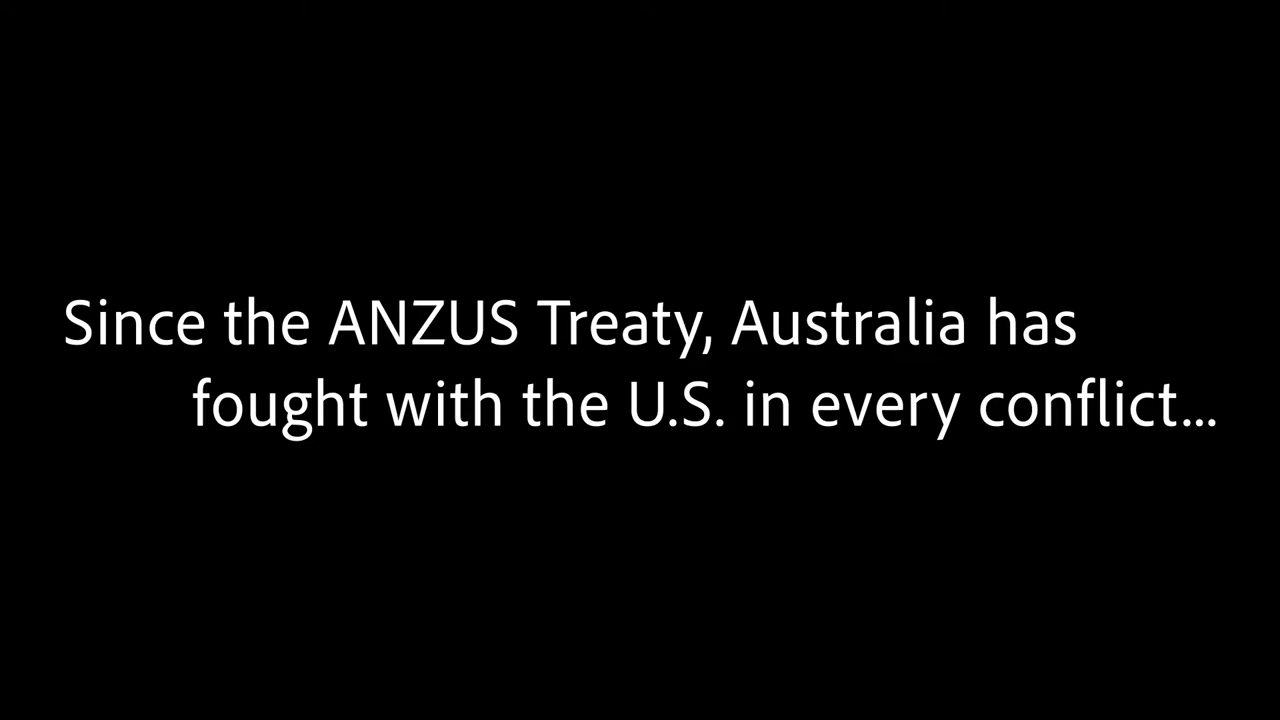 Since the ANZUS Treaty, Australia has
fought with the U.S. in every conflict...